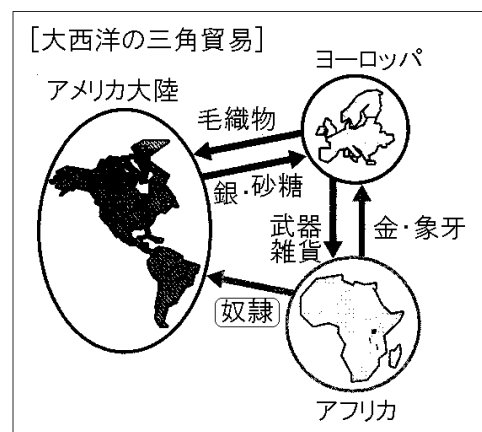 [大西洋の三角貿易]
ヨーロッパ
アメリカ大陸
毛織物
銀・砂糖
武器
雑貨
金・象牙
奴隷
アフリカ